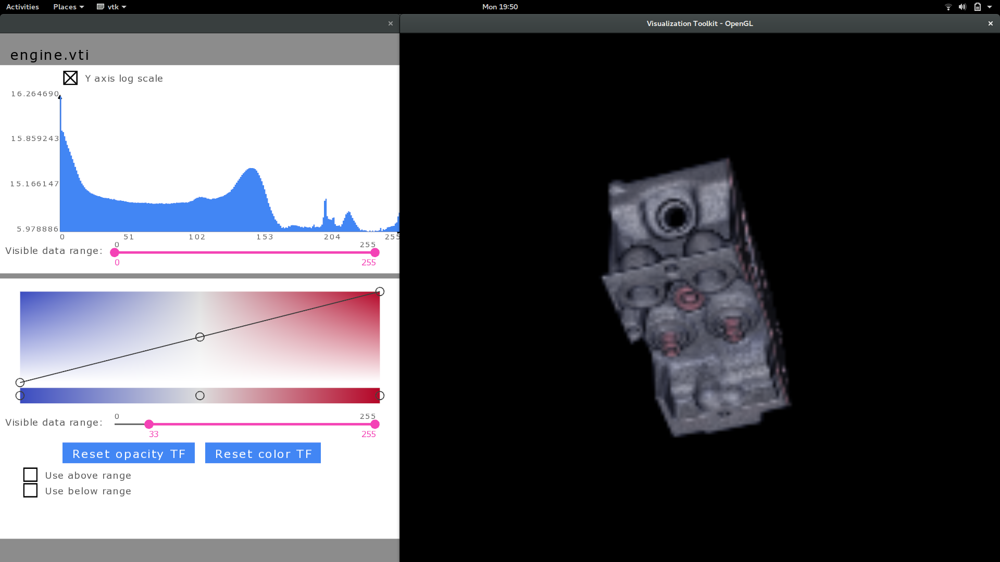 Activities Places vtk Mon 19:50
Visualization Toolkit - OpenGL
engine.vti
Y axis log scale
16.264690
15.859243
15.166147
5.978886
0 51 102 153 204 255
0 255
Visible data range:
0 255
0 255
Visible data range:
33 255
Reset opacity TF Reset color TF
Use above range
Use below range